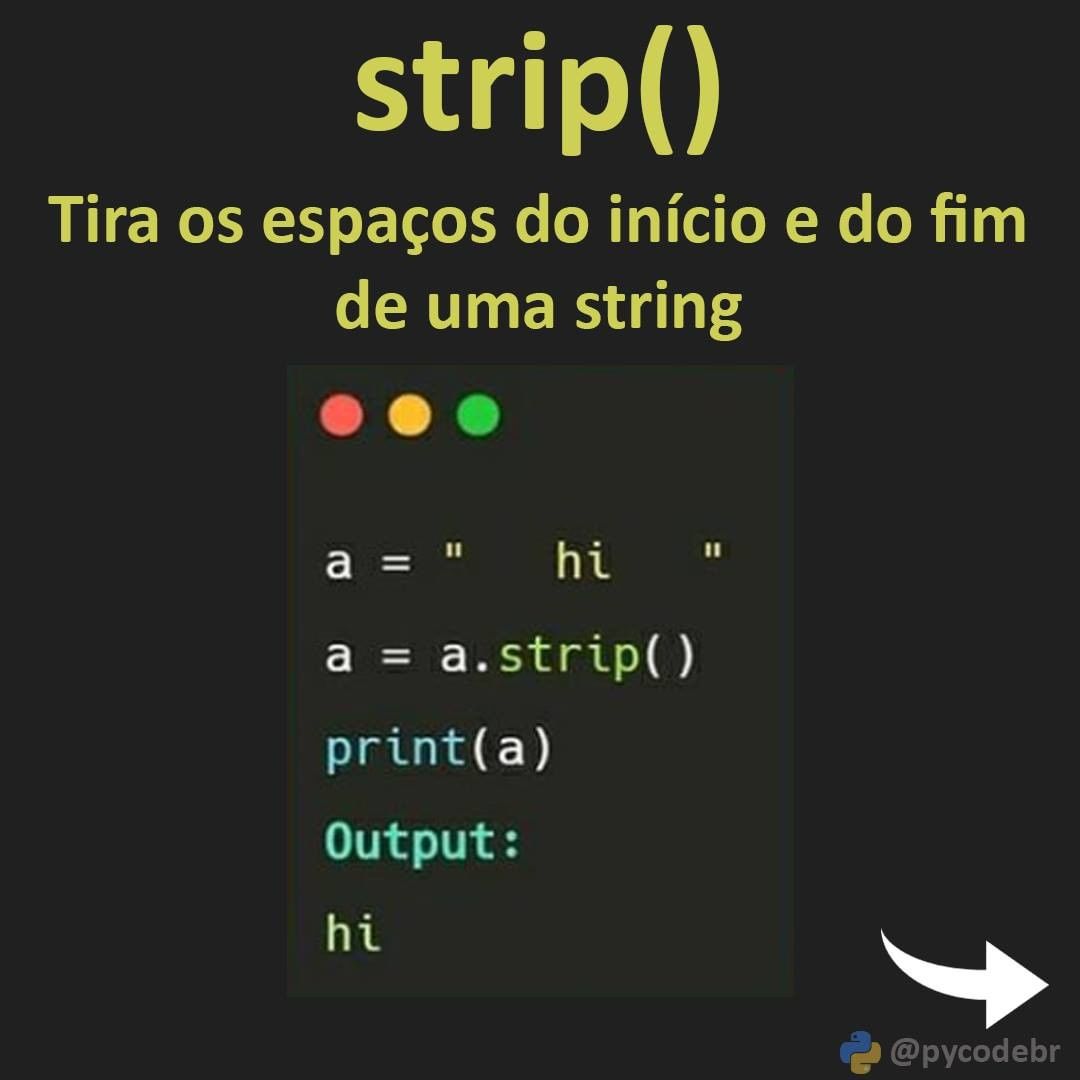 strip()
Tira os espaços do início e do fim
de uma string
a = "   hi   "
a = a.strip()
print(a)
Output:
hi
@pycodebr